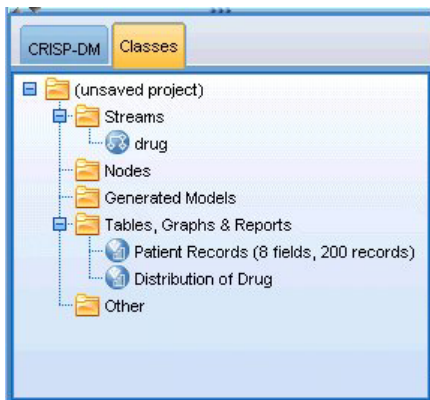 CRISP-DM Classes
(unsaved project)
Streams
drug
Nodes
Generated Models
Tables, Graphs & Reports
Patient Records (8 fields, 200 records)
Distribution of Drug
Other